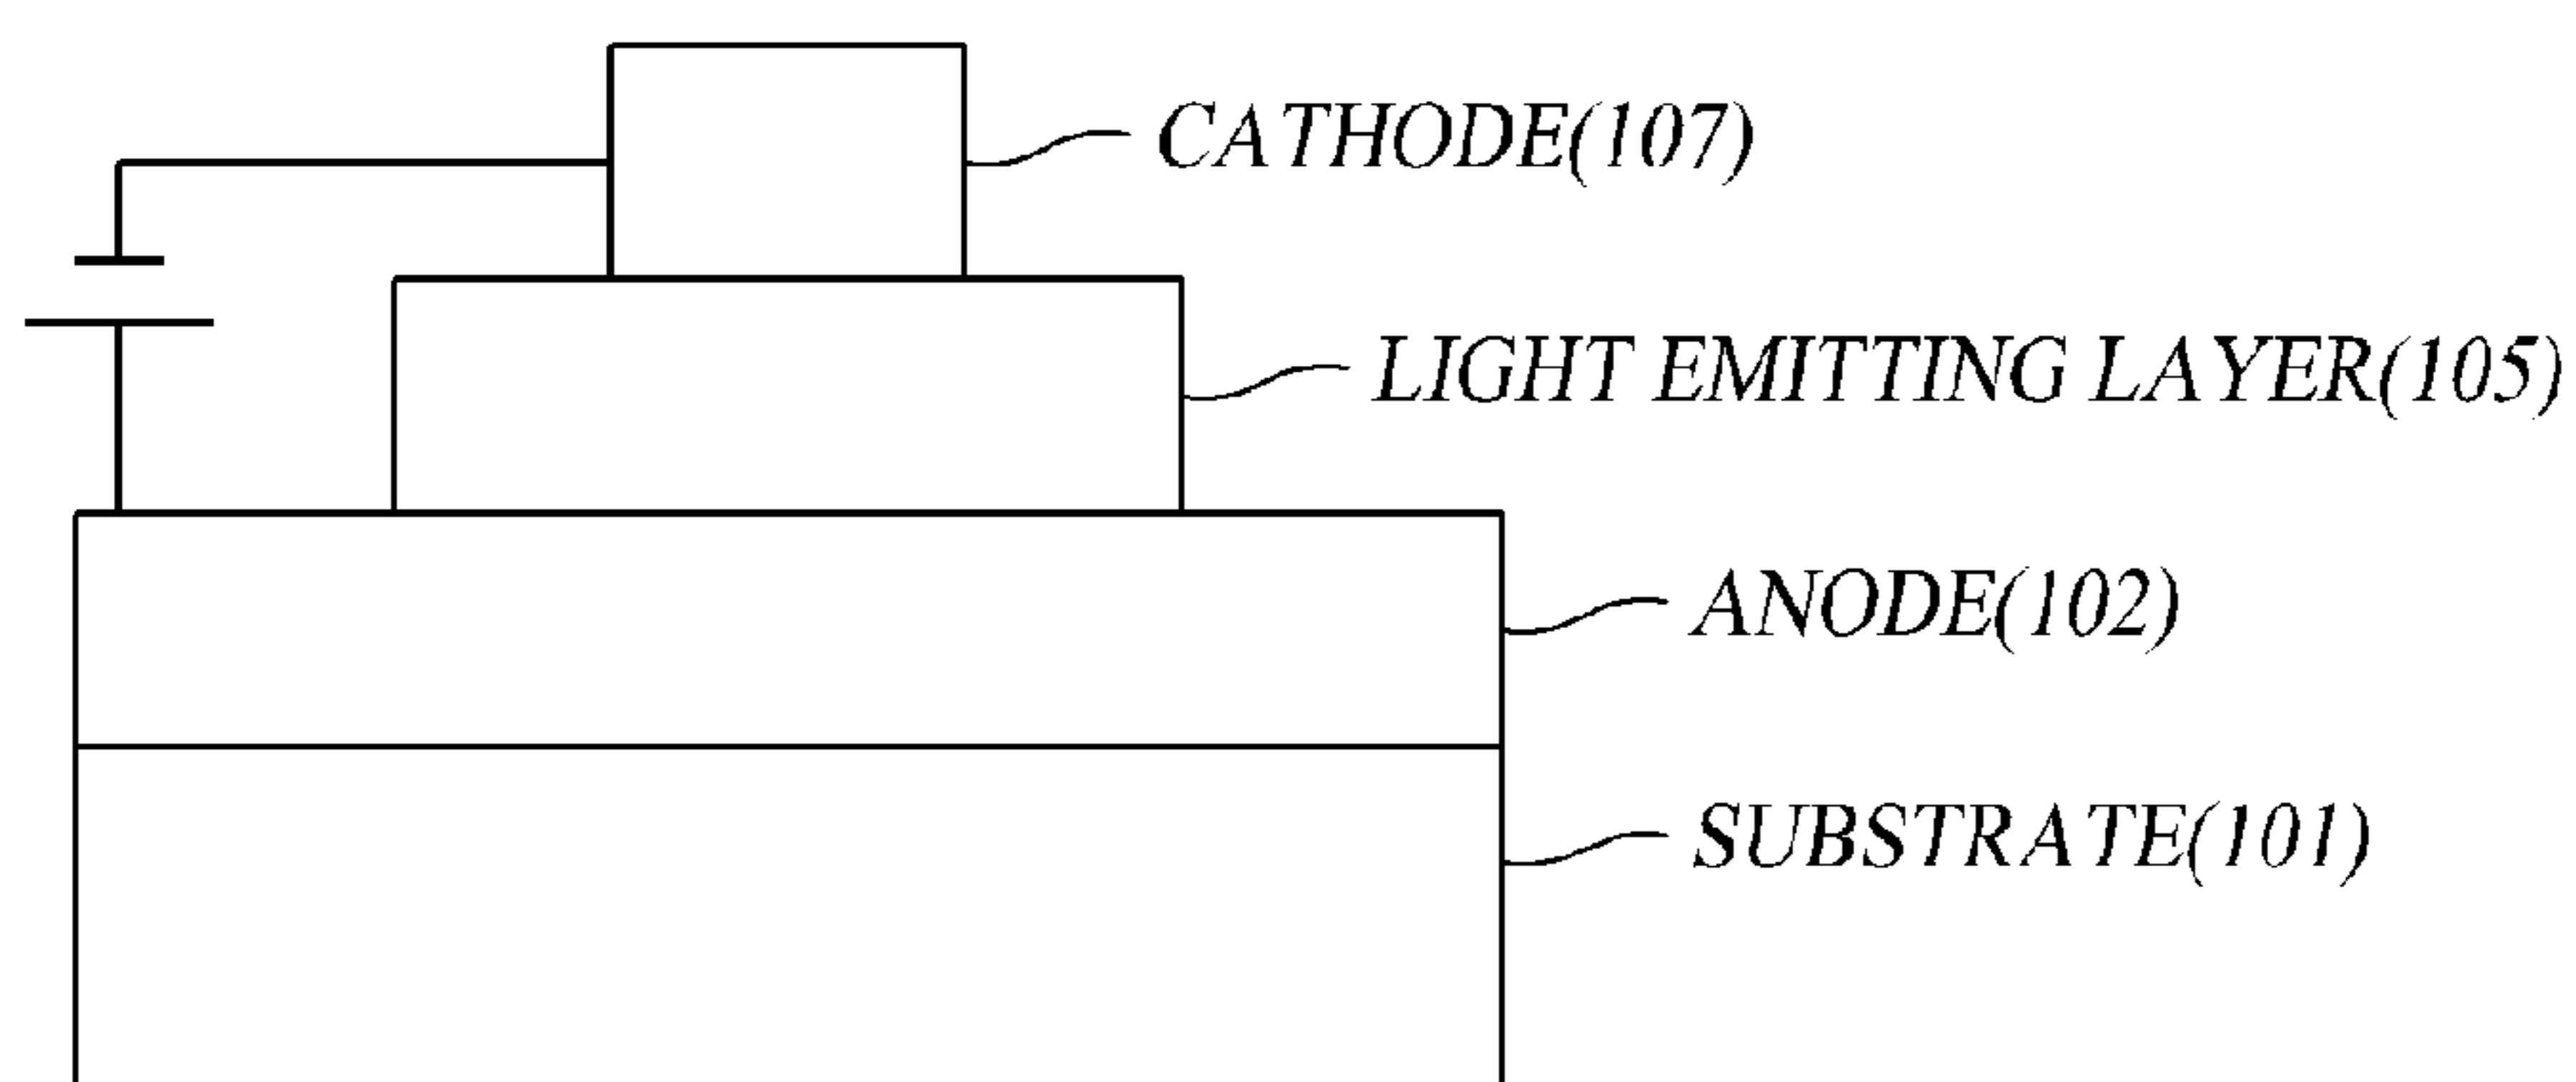 CATHODE(107)
LIGHT EMITTING LAYER(105)
ANODE(102)
SUBSTRATE(101)